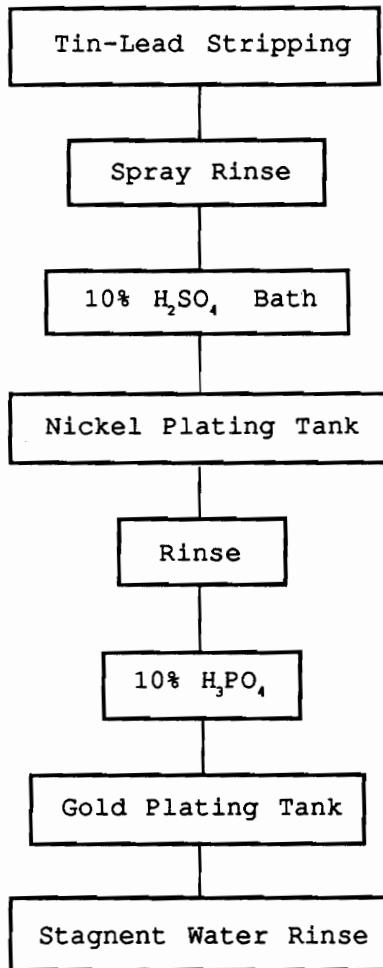 Tin-Lead Stripping
Spray Rinse
10% H₂SO₄ Bath
Nickel Plating Tank
Rinse
10% H₃PO₄
Gold Plating Tank
Stagnent Water Rinse